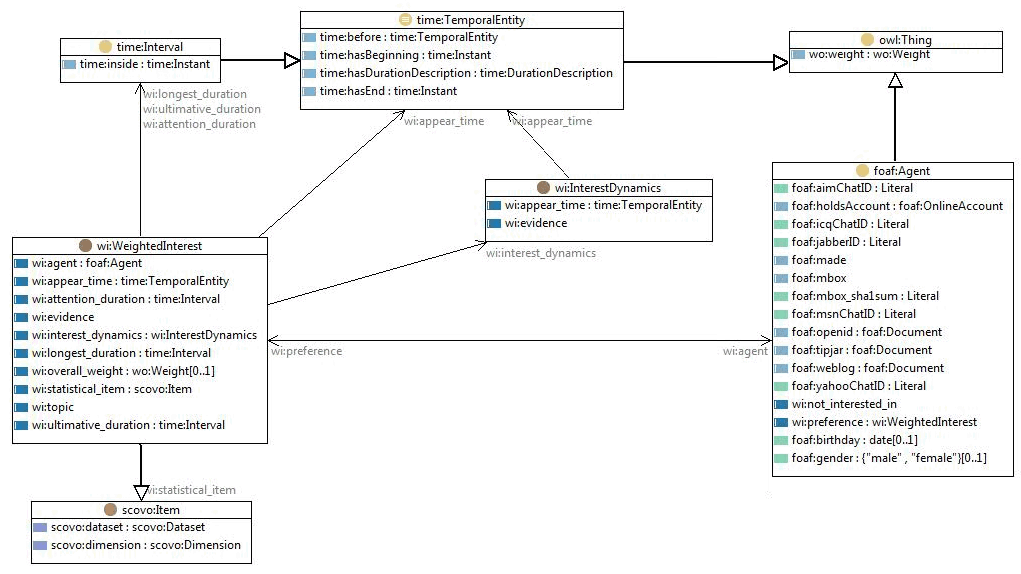 time:Interval
time:inside : time:Instant
time:TemporalEntity
time:before : time:TemporalEntity
time:hasBeginning : time:Instant
time:hasDurationDescription : time:DurationDescription
time:hasEnd : time:Instant
owl:Thing
wo:weight : wo:Weight
wi:longest_duration
wi:ultimative_duration
wi:attention_duration
wi:appear_time
wi:appear_time
wi:InterestDynamics
wi:appear_time : time:TemporalEntity
wi:evidence
wi:interest_dynamics
foaf:Agent
foaf:aimChatID : Literal
foaf:holdsAccount : foaf:OnlineAccount
foaf:icqChatID : Literal
foaf:jabberID : Literal
foaf:made
foaf:mbox
foaf:mbox_sha1sum : Literal
foaf:msnChatID : Literal
foaf:openid : foaf:Document
foaf:tipjar : foaf:Document
foaf:weblog : foaf:Document
foaf:yahooChatID : Literal
wi:not_interested_in
wi:preference : wi:WeightedInterest
foaf:birthday : date[0..1]
foaf:gender : {"male" , "female"}[0..1]
wi:WeightedInterest
wi:agent : foaf:Agent
wi:appear_time : time:TemporalEntity
wi:attention_duration : time:Interval
wi:evidence
wi:interest_dynamics : wi:InterestDynamics
wi:longest_duration : time:Interval
wi:overall_weight : wo:Weight[0..1]
wi:statistical_item : scovo:Item
wi:topic
wi:ultimative_duration : time:Interval
wi:preference
wi:agent
wi:statistical_item
scovo:Item
scovo:dataset : scovo:Dataset
scovo:dimension : scovo:Dimension